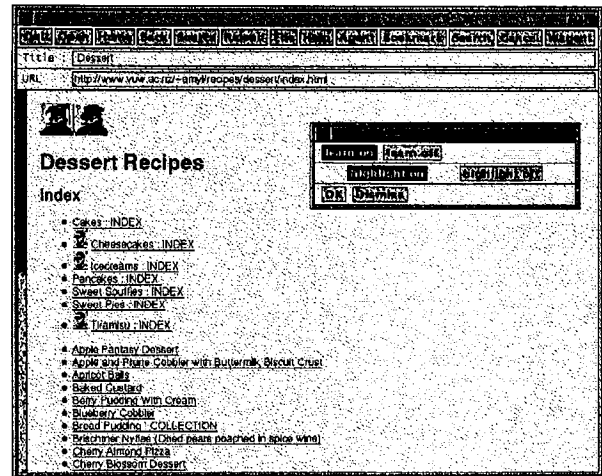 Title : Dessert
URL : http://www.vuw.ac.nz/~amyl/recipes/dessert/index.html
learn on learn off
highlight on highlight off
OK Dismiss
Dessert Recipes
Index
Cakes : INDEX
Cheesecakes : INDEX
Icecreams : INDEX
Pancakes : INDEX
Sweet Souffles : INDEX
Sweet Pies : INDEX
Tiramisu : INDEX
Apple Fantasy Dessert
Apple and Prune Cobbler with Buttermilk Biscuit Crust
Apricot Balls
Baked Custard
Berry Pudding With Cream
Blueberry Cobbler
Bread Pudding : COLLECTION
(Dried pears poached in spice wine)
Cherry Almond Pizza
Cherry Blossom Dessert